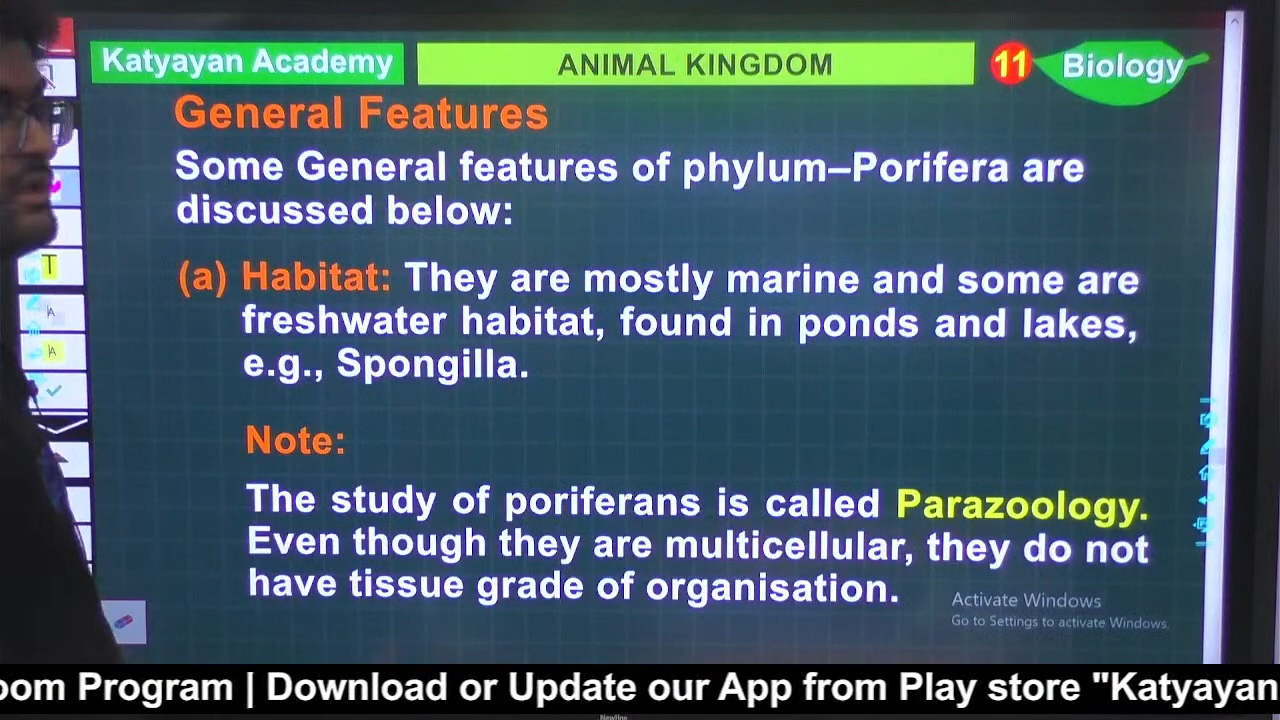 Katyayan Academy
ANIMAL KINGDOM
11 Biology
General Features
Some General features of phylum–Porifera are
discussed below:
(a) Habitat: They are mostly marine and some are
freshwater habitat, found in ponds and lakes,
e.g., Spongilla.
Note:
The study of poriferans is called Parazoology.
Even though they are multicellular, they do not
have tissue grade of organisation.
Activate Windows
Go to Settings to activate Windows.
T
A
A
oom Program | Download or Update our App from Play store "Katyayan
Newline